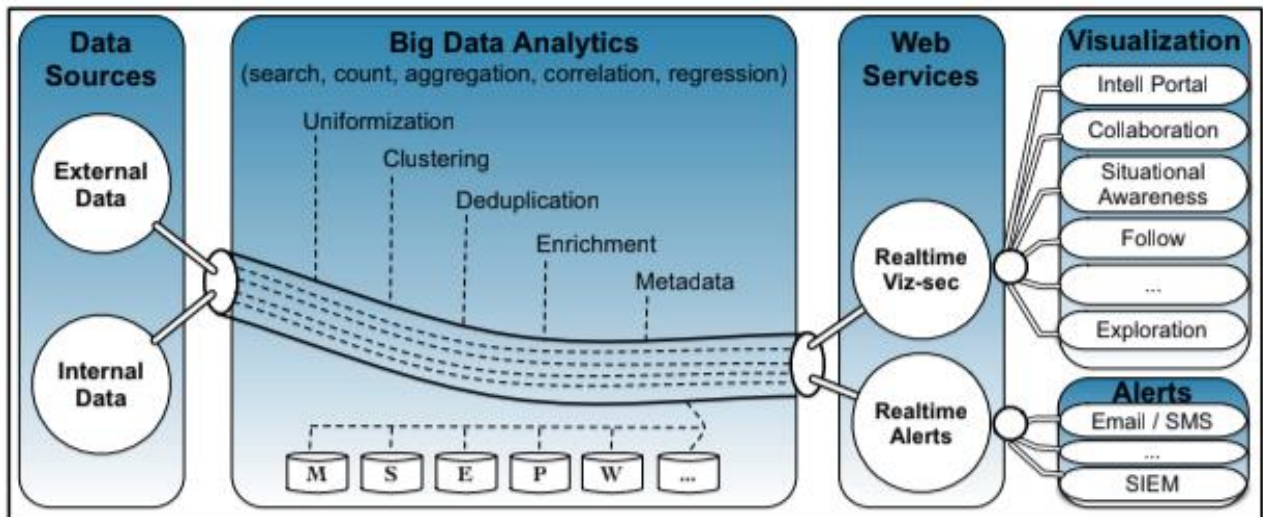 Data
Sources
External
Data
Internal
Data
Big Data Analytics
(search, count, aggregation, correlation, regression)
Uniformization
Clustering
Deduplication
Enrichment
Metadata
M
S
E
P
W
...
Web
Services
Realtime
Viz-sec
Realtime
Alerts
Visualization
Intell Portal
Collaboration
Situational
Awareness
Follow
...
Exploration
Alerts
Email / SMS
...
SIEM